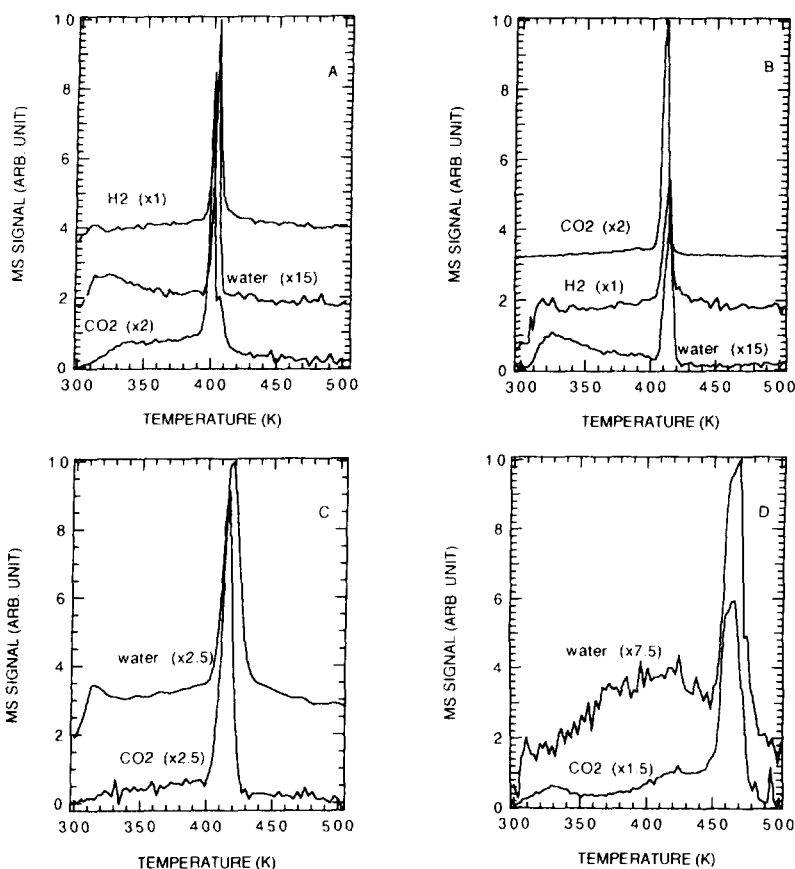 MS SIGNAL (ARB. UNIT)
10
8
6
4
2
0
A
H2 (x1)
water (x15)
CO2 (x2)
300 350 400 450 500
TEMPERATURE (K)
MS SIGNAL (ARB. UNIT)
10
8
6
4
2
0
B
CO2 (x2)
H2 (x1)
water (x15)
300 350 400 450 500
TEMPERATURE (K)
MS SIGNAL (ARB. UNIT)
10
8
6
4
2
0
C
water (x2.5)
CO2 (x2.5)
300 350 400 450 500
TEMPERATURE (K)
MS SIGNAL (ARB. UNIT)
10
8
6
4
2
0
D
water (x7.5)
CO2 (x1.5)
300 350 400 450 500
TEMPERATURE (K)